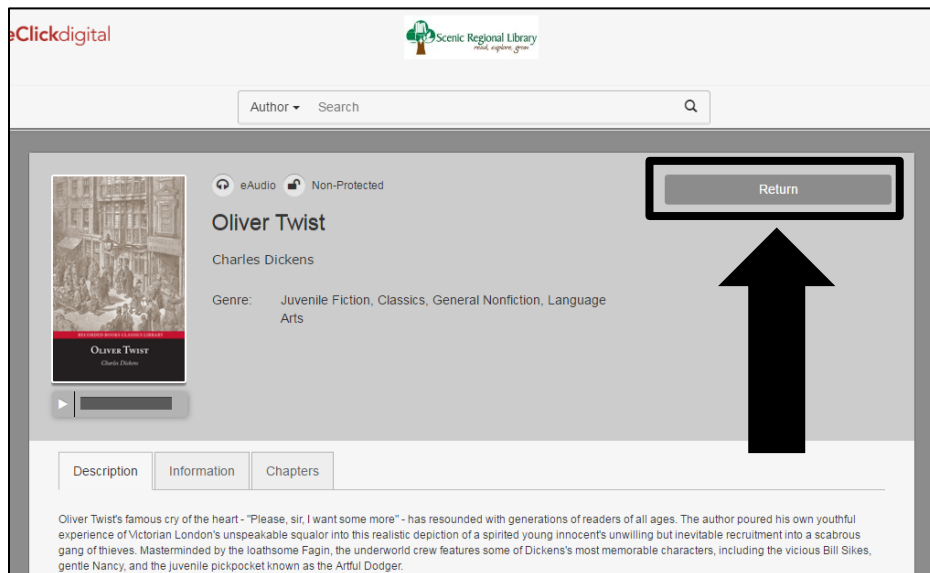 eClickdigital
Scenic Regional Library
read, explore, grow
Author Search
eAudio Non-Protected
Return
Oliver Twist
Charles Dickens
Genre: Juvenile Fiction, Classics, General Nonfiction, Language
Arts
RECORDED BOOKS CLASSICS LIBRARY
OLIVER TWIST
Charles Dickens
Description Information Chapters
Oliver Twist's famous cry of the heart - "Please, sir, I want some more" - has resounded with generations of readers of all ages. The author poured his own youthful
experience of Victorian London's unspeakable squalor into this realistic depiction of a spirited young innocent's unwilling but inevitable recruitment into a scabrous
gang of thieves. Masterminded by the loathsome Fagin, the underworld crew features some of Dickens's most memorable characters, including the vicious Bill Sikes,
gentle Nancy, and the juvenile pickpocket known as the Artful Dodger.